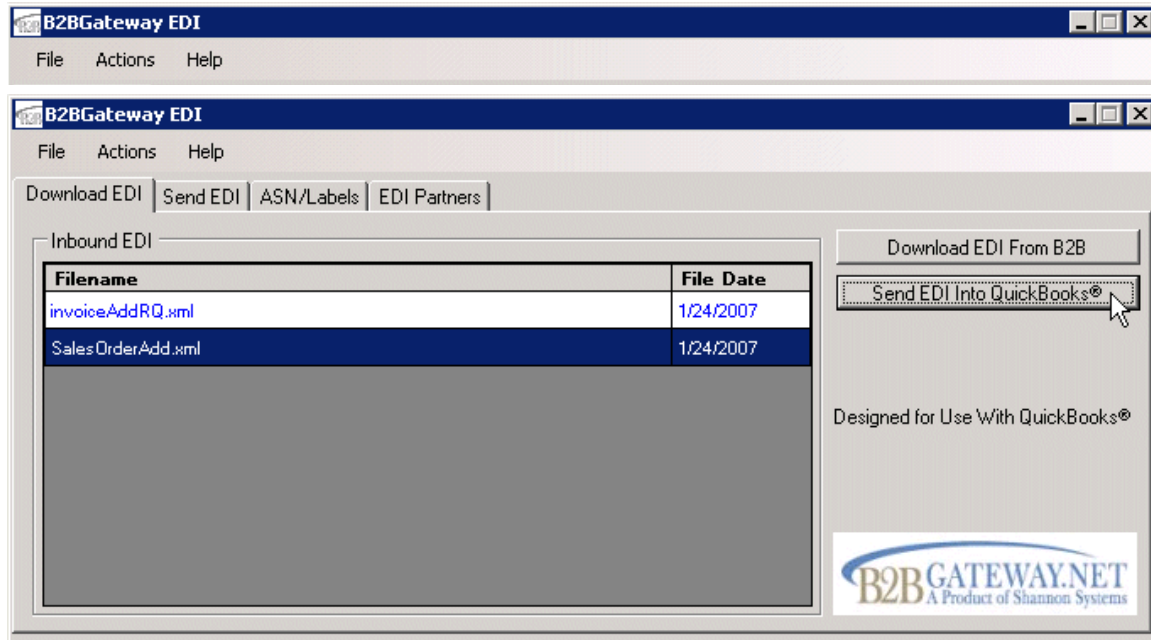 B2B B2BGateway EDI
File Actions Help
B2B B2BGateway EDI
File Actions Help
Download EDI Send EDI ASN/Labels EDI Partners
Inbound EDI
Download EDI From B2B
Filename File Date
Send EDI Into QuickBooks®
invoiceAddRQ.xml 1/24/2007
SalesOrderAdd.xml 1/24/2007
Designed for Use With QuickBooks®
B2BGATEWAY.NET
A Product of Shannon Systems